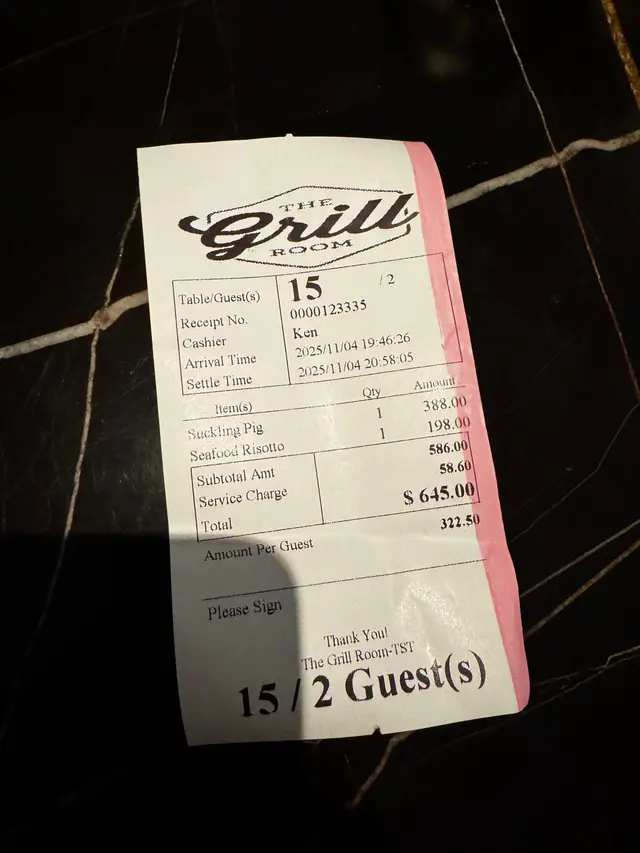 THE
Grill
ROOM
Table/Guest(s) 15 / 2
Receipt No. 0000123335
Cashier Ken
Arrival Time 2025/11/04 19:46:26
Settle Time 2025/11/04 20:58:05
Item(s) Qty Amount
Suckling Pig 1 388.00
Seafood Risotto 1 198.00
Subtotal Amt 586.00
Service Charge 58.60
Total $ 645.00
Amount Per Guest 322.50
Please Sign
Thank You!
The Grill Room-TST
15 / 2 Guest(s)